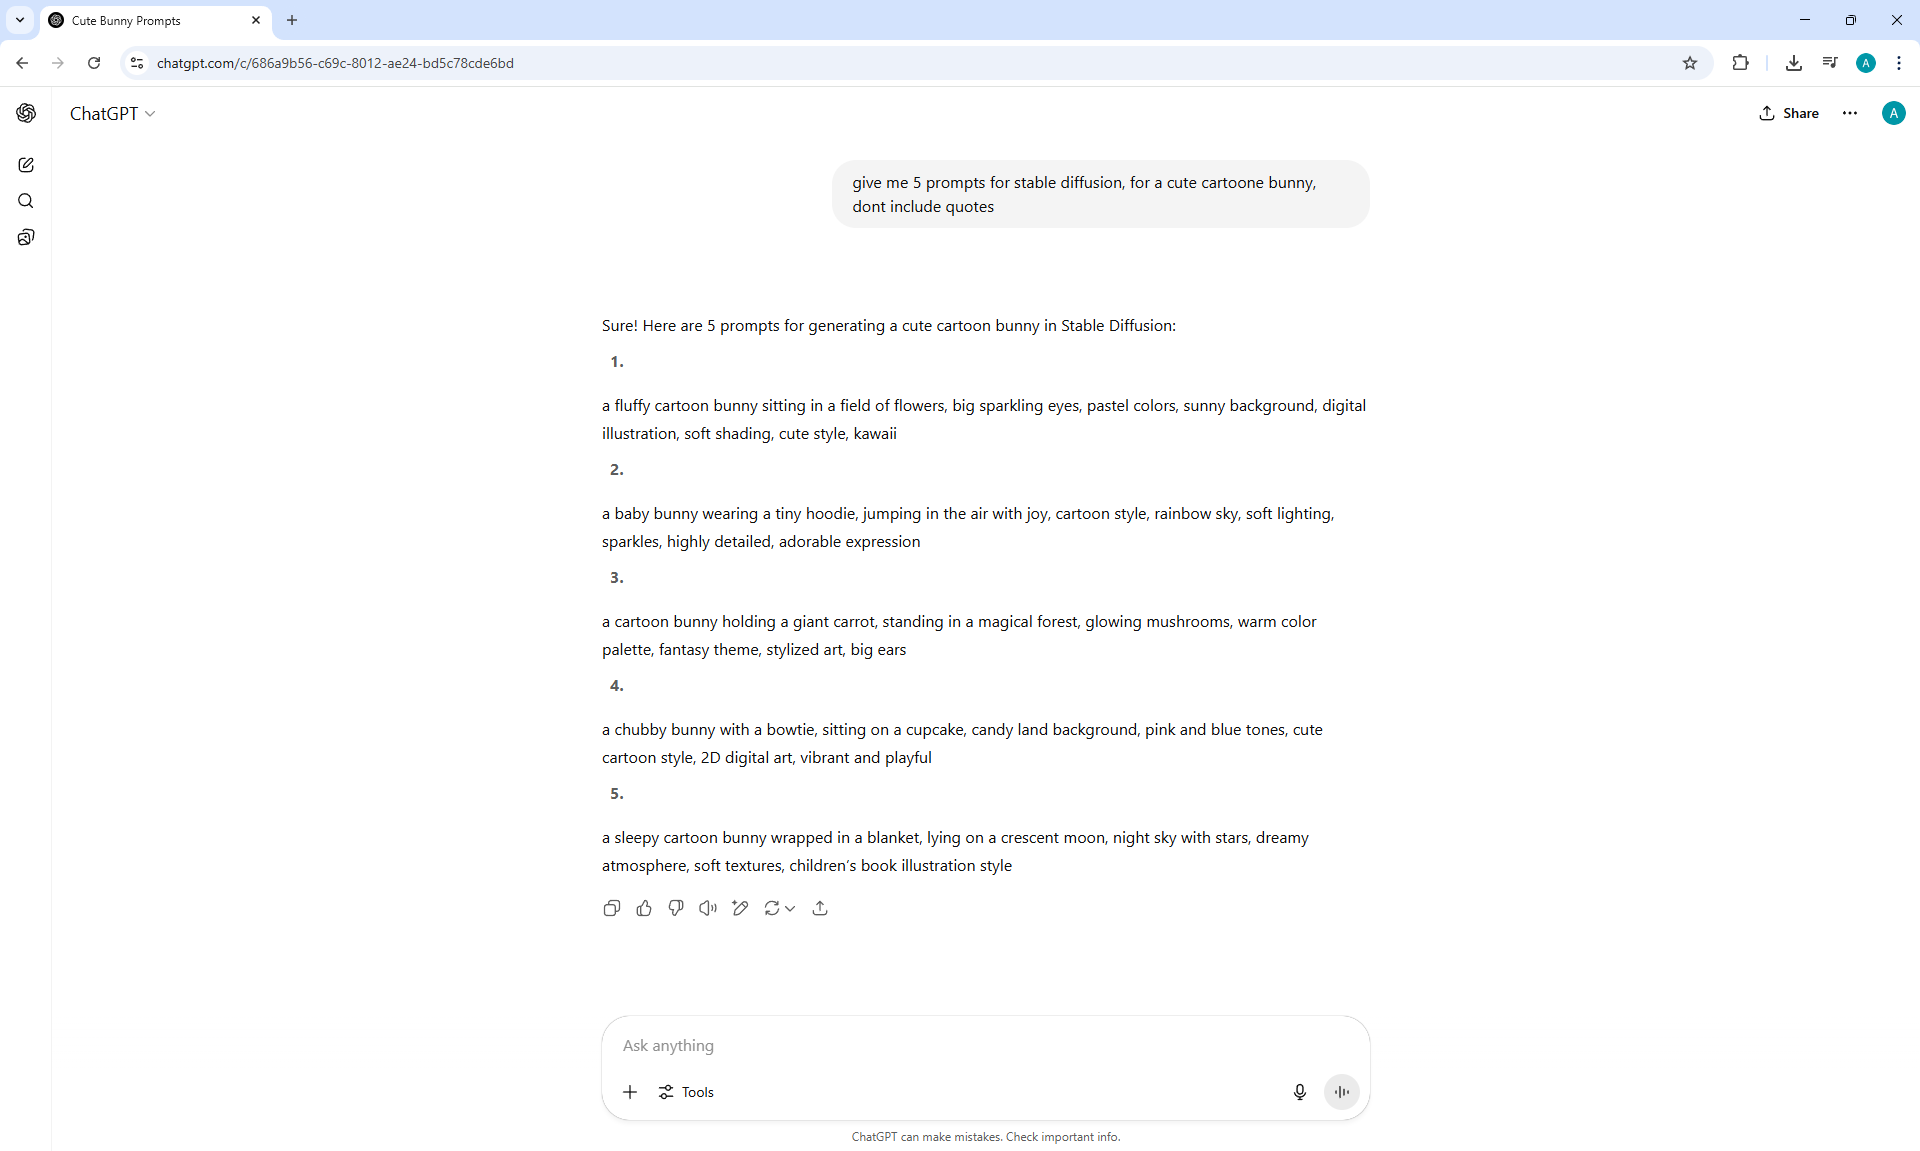 Cute Bunny Prompts
chatgpt.com/c/686a9b56-c69c-8012-ae24-bd5c78cde6bd
A
ChatGPT
Share
A
give me 5 prompts for stable diffusion, for a cute cartoone bunny,
dont include quotes
Sure! Here are 5 prompts for generating a cute cartoon bunny in Stable Diffusion:
1.
a fluffy cartoon bunny sitting in a field of flowers, big sparkling eyes, pastel colors, sunny background, digital
illustration, soft shading, cute style, kawaii
2.
a baby bunny wearing a tiny hoodie, jumping in the air with joy, cartoon style, rainbow sky, soft lighting,
sparkles, highly detailed, adorable expression
3.
a cartoon bunny holding a giant carrot, standing in a magical forest, glowing mushrooms, warm color
palette, fantasy theme, stylized art, big ears
4.
a chubby bunny with a bowtie, sitting on a cupcake, candy land background, pink and blue tones, cute
cartoon style, 2D digital art, vibrant and playful
5.
a sleepy cartoon bunny wrapped in a blanket, lying on a crescent moon, night sky with stars, dreamy
atmosphere, soft textures, children’s book illustration style
Ask anything
Tools
ChatGPT can make mistakes. Check important info.